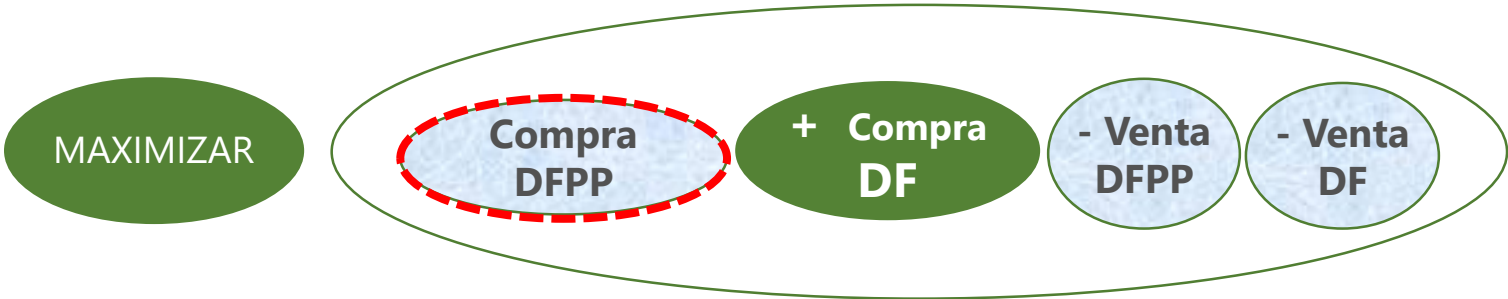 MAXIMIZAR
Compra
DFPP
+ Compra
DF
- Venta
DFPP
- Venta
DF